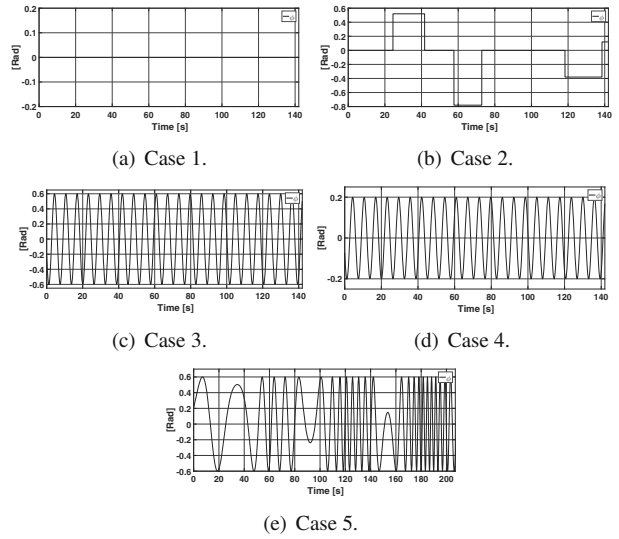 0.2
0.1
0
-0.1
-0.2
[Rad]
0 20 40 60 80 100 120 140
Time [s]
ϕ
(a) Case 1.
0.6
0.4
0.2
0
-0.2
-0.4
-0.6
-0.8
[Rad]
0 20 40 60 80 100 120 140
Time [s]
(b) Case 2.
0.6
0.4
0.2
0
-0.2
-0.4
-0.6
[Rad]
0 20 40 60 80 100 120 140
Time [s]
(c) Case 3.
0.2
0
-0.2
[Rad]
0 20 40 60 80 100 120 140
Time [s]
(d) Case 4.
0.6
0.4
0.2
0
-0.2
-0.4
-0.6
[Rad]
0 20 40 60 80 100 120 140 160 180 200
Time [s]
(e) Case 5.